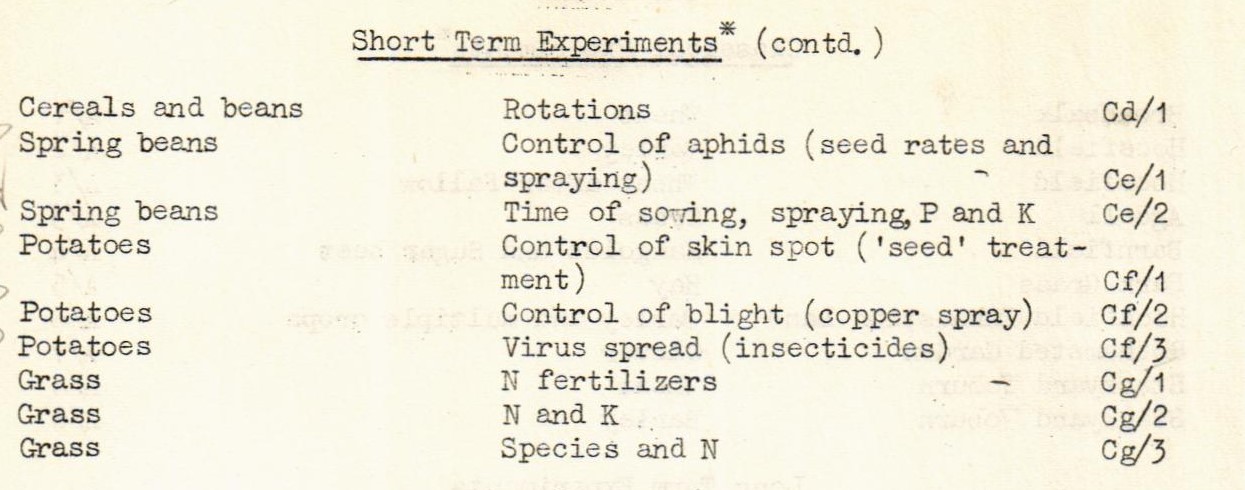 Short Term Experiments* (contd.)
Cereals and beans Rotations Cd/1
Spring beans Control of aphids (seed rates and
spraying) Ce/1
Spring beans Time of sowing, spraying, P and K Ce/2
Potatoes Control of skin spot ('seed' treat-
ment) Cf/1
Potatoes Control of blight (copper spray) Cf/2
Potatoes Virus spread (insecticides) Cf/3
Grass N fertilizers Cg/1
Grass N and K Cg/2
Grass Species and N Cg/3